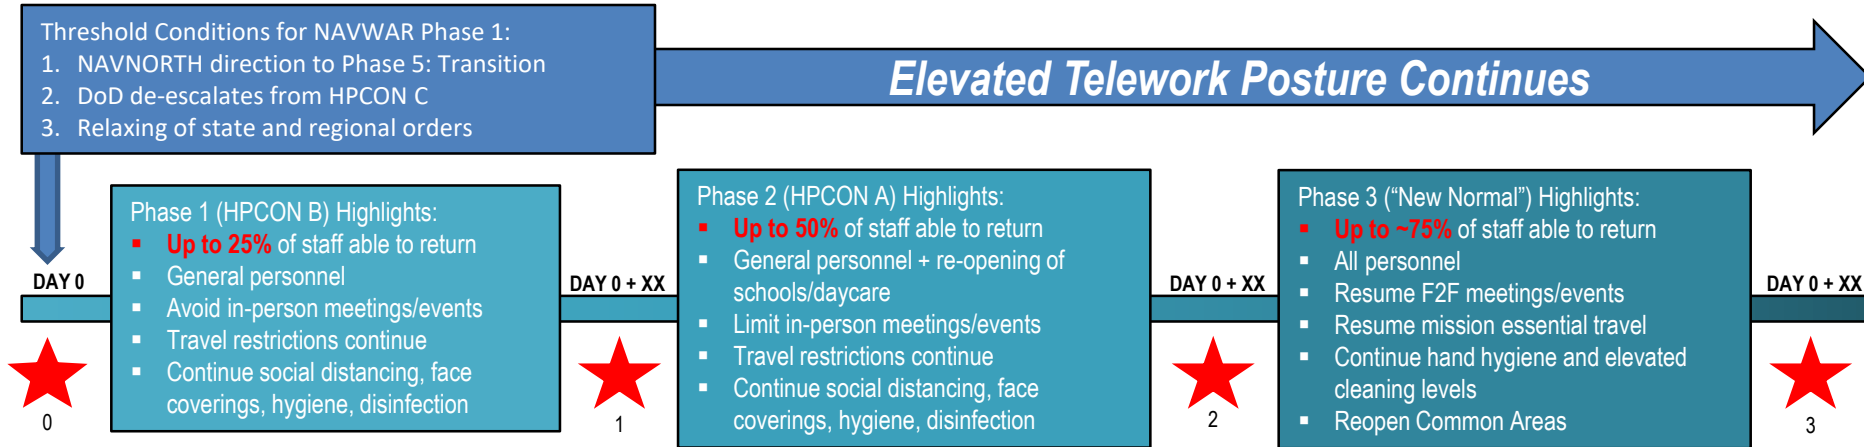 Threshold Conditions for NAVWAR Phase 1:
1. NAVNORTH direction to Phase 5: Transition
2. DoD de-escalates from HPCON C
3. Relaxing of state and regional orders
Elevated Telework Posture Continues
DAY 0
0
Phase 1 (HPCON B) Highlights:
▪ Up to 25% of staff able to return
▪ General personnel
▪ Avoid in-person meetings/events
▪ Travel restrictions continue
▪ Continue social distancing, face
coverings, hygiene, disinfection
DAY 0 + XX
1
Phase 2 (HPCON A) Highlights:
▪ Up to 50% of staff able to return
▪ General personnel + re-opening of
schools/daycare
▪ Limit in-person meetings/events
▪ Travel restrictions continue
▪ Continue social distancing, face
coverings, hygiene, disinfection
DAY 0 + XX
2
Phase 3 (“New Normal”) Highlights:
▪ Up to ~75% of staff able to return
▪ All personnel
▪ Resume F2F meetings/events
▪ Resume mission essential travel
▪ Continue hand hygiene and elevated
cleaning levels
▪ Reopen Common Areas
DAY 0 + XX
3